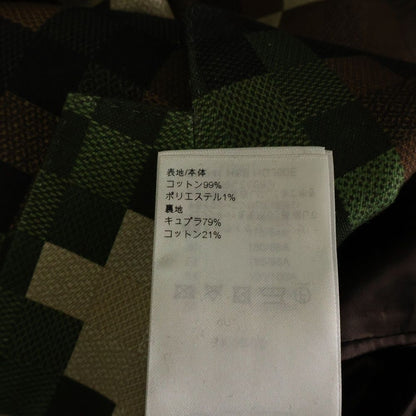 表地/本体
コットン99%
ポリエステル1%
裏地
キュプラ79%
コットン21%